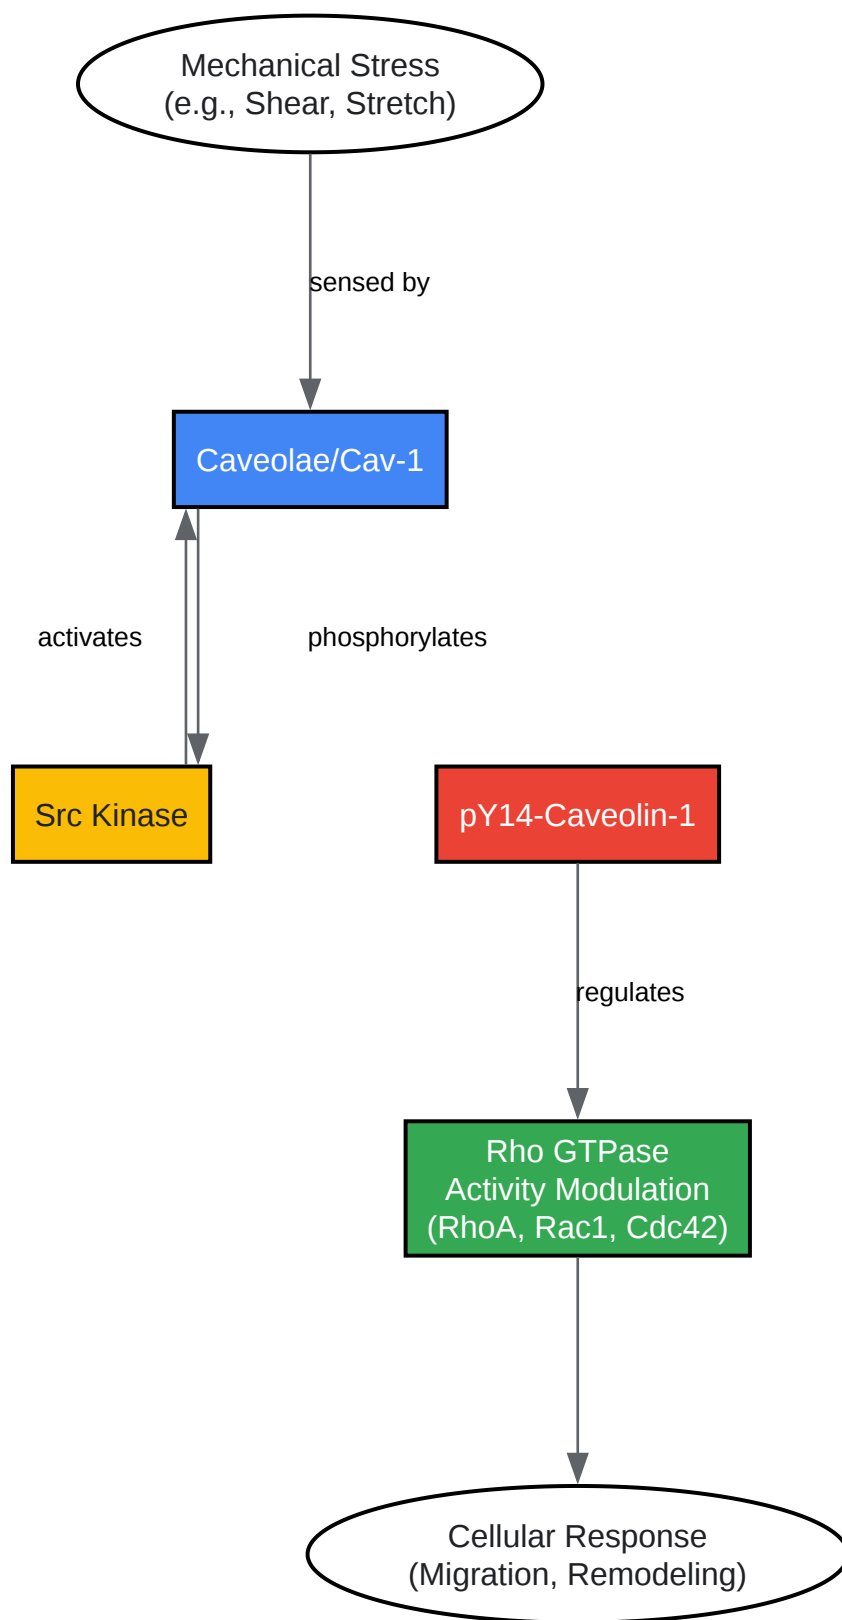 Mechanical Stress
(e.g., Shear, Stretch)
sensed by
Caveolae/Cav-1
activates
phosphorylates
Src Kinase
pY14-Caveolin-1
regulates
Rho GTPase
Activity Modulation
(RhoA, Rac1, Cdc42)
Cellular Response
(Migration, Remodeling)